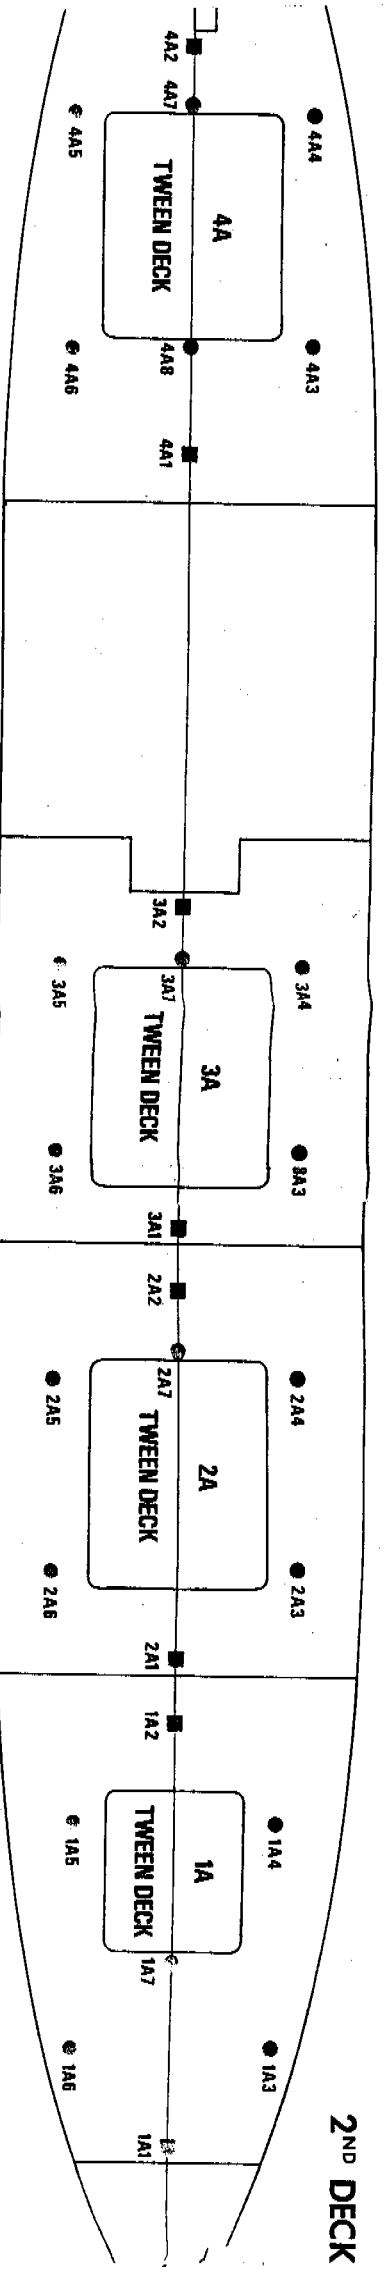 2ND DECK
4A4
4A3
3A4
8A3
2A4
2A3
1A4
1A3
4A
TWEEN DECK
3A
TWEEN DECK
2A
TWEEN DECK
1A
TWEEN DECK
4A2
4A7
4A8
4A1
3A2
3A7
3A1
2A2
2A7
2A1
1A2
1A7
1A1
4A5
4A6
3A5
3A6
2A5
2A6
1A5
1A6